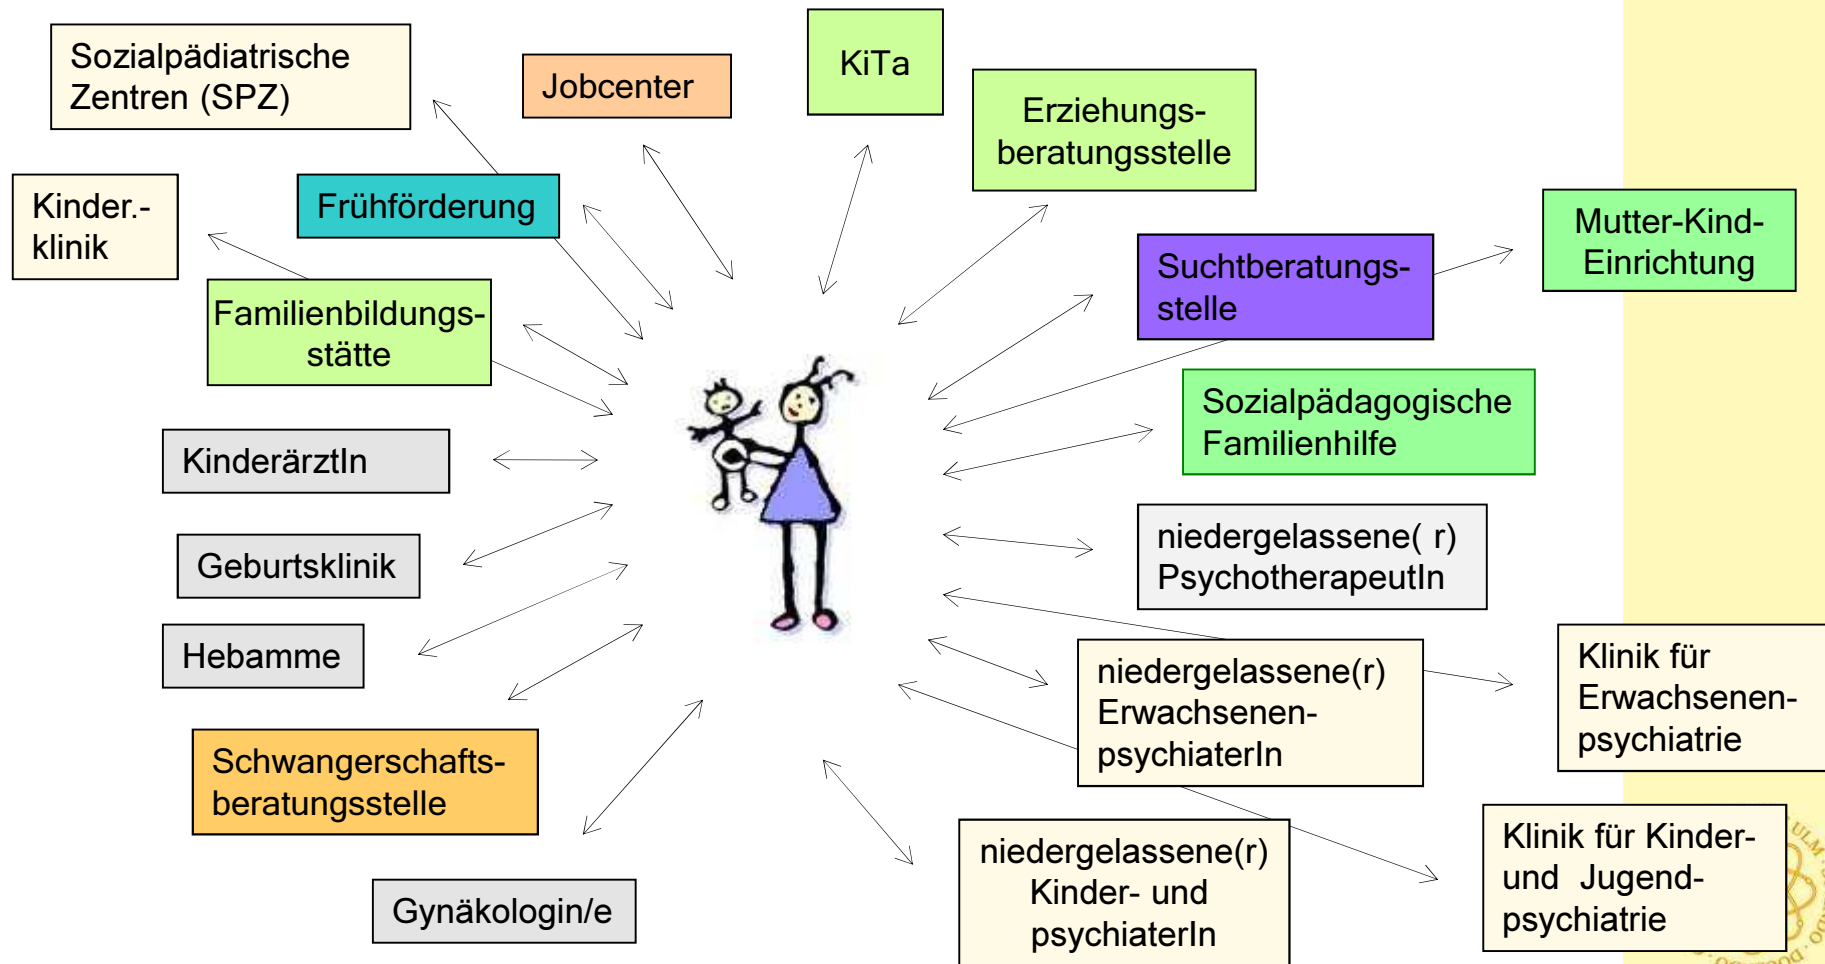 Sozialpädiatrische
Zentren (SPZ)
Jobcenter
KiTa
Erziehungs-
beratungsstelle
Kinder.-
klinik
Frühförderung
Mutter-Kind-
Einrichtung
Suchtberatungs-
stelle
Familienbildungs-
stätte
Sozialpädagogische
Familienhilfe
KinderärztIn
Geburtsklinik
niedergelassene( r)
PsychotherapeutIn
Hebamme
niedergelassene(r)
Erwachsenen-
psychiaterIn
Klinik für
Erwachsenen-
psychiatrie
Schwangerschafts-
beratungsstelle
Gynäkologin/e
niedergelassene(r)
Kinder- und
psychiaterIn
Klinik für Kinder-
und  Jugend-
psychiatrie
ULM